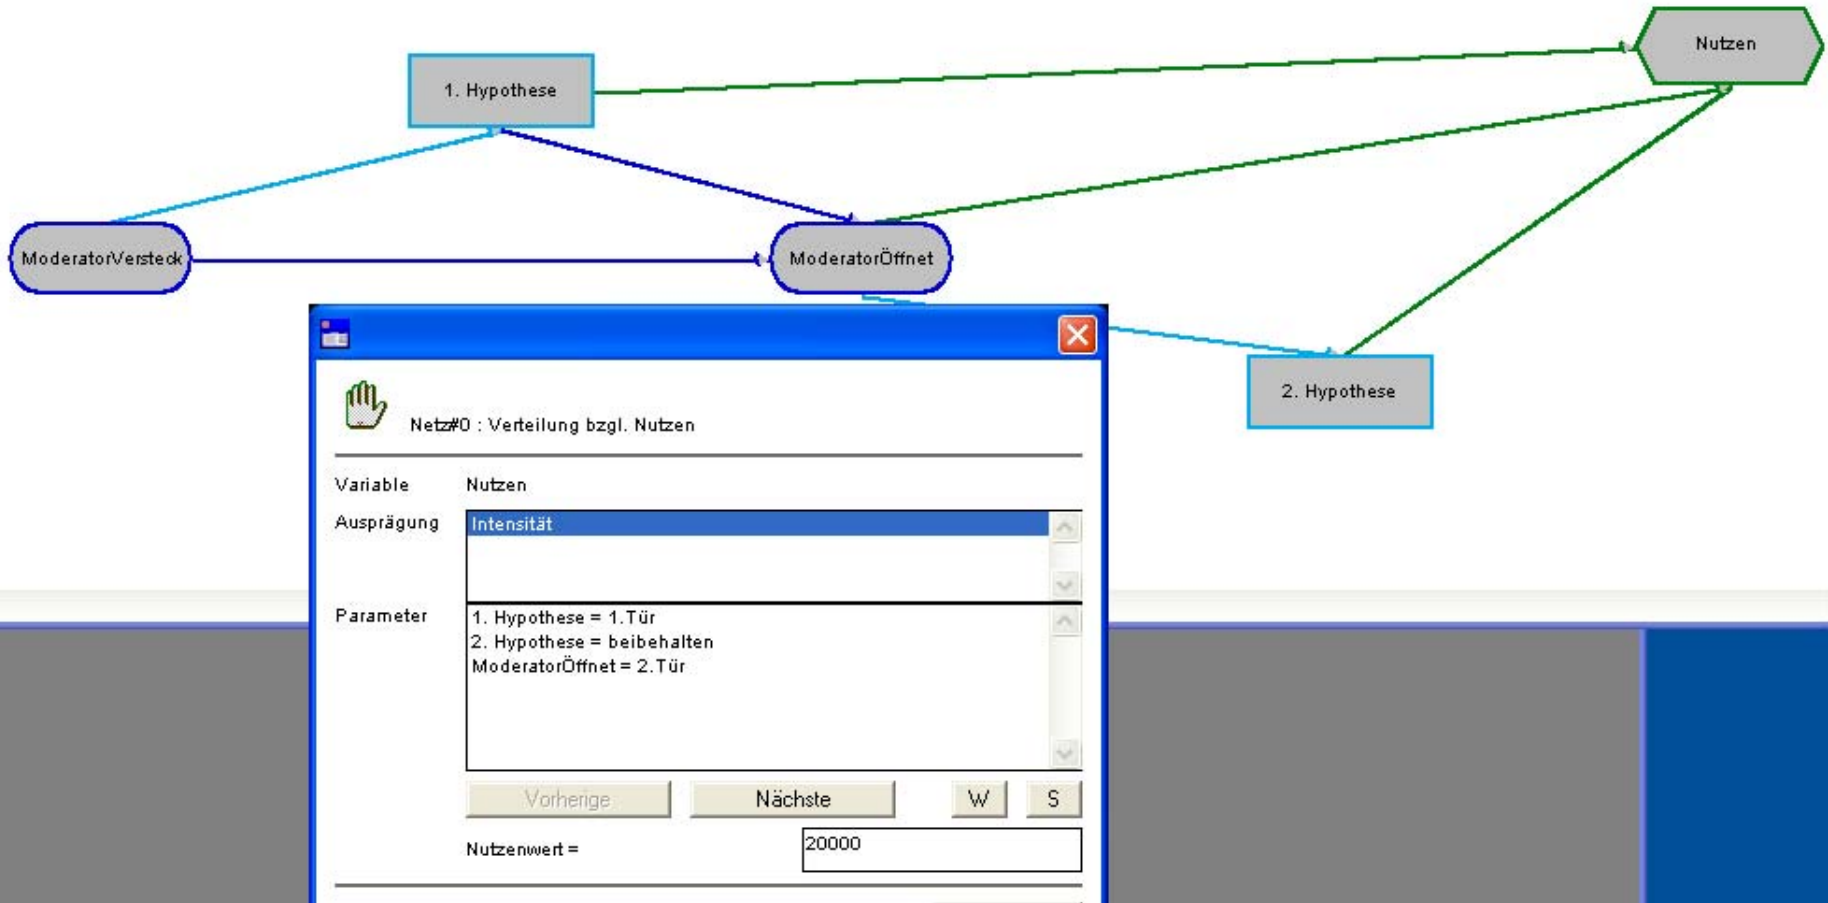 Nutzen
1. Hypothese
ModeratorVersteck
ModeratorÖffnet
2. Hypothese
Netz#0 : Verteilung bzgl. Nutzen
Variable Nutzen
Ausprägung Intensität
Parameter 1. Hypothese = 1.Tür
2. Hypothese = beibehalten
ModeratorÖffnet = 2.Tür
Vorherige Nächste W S
Nutzenwert = 20000